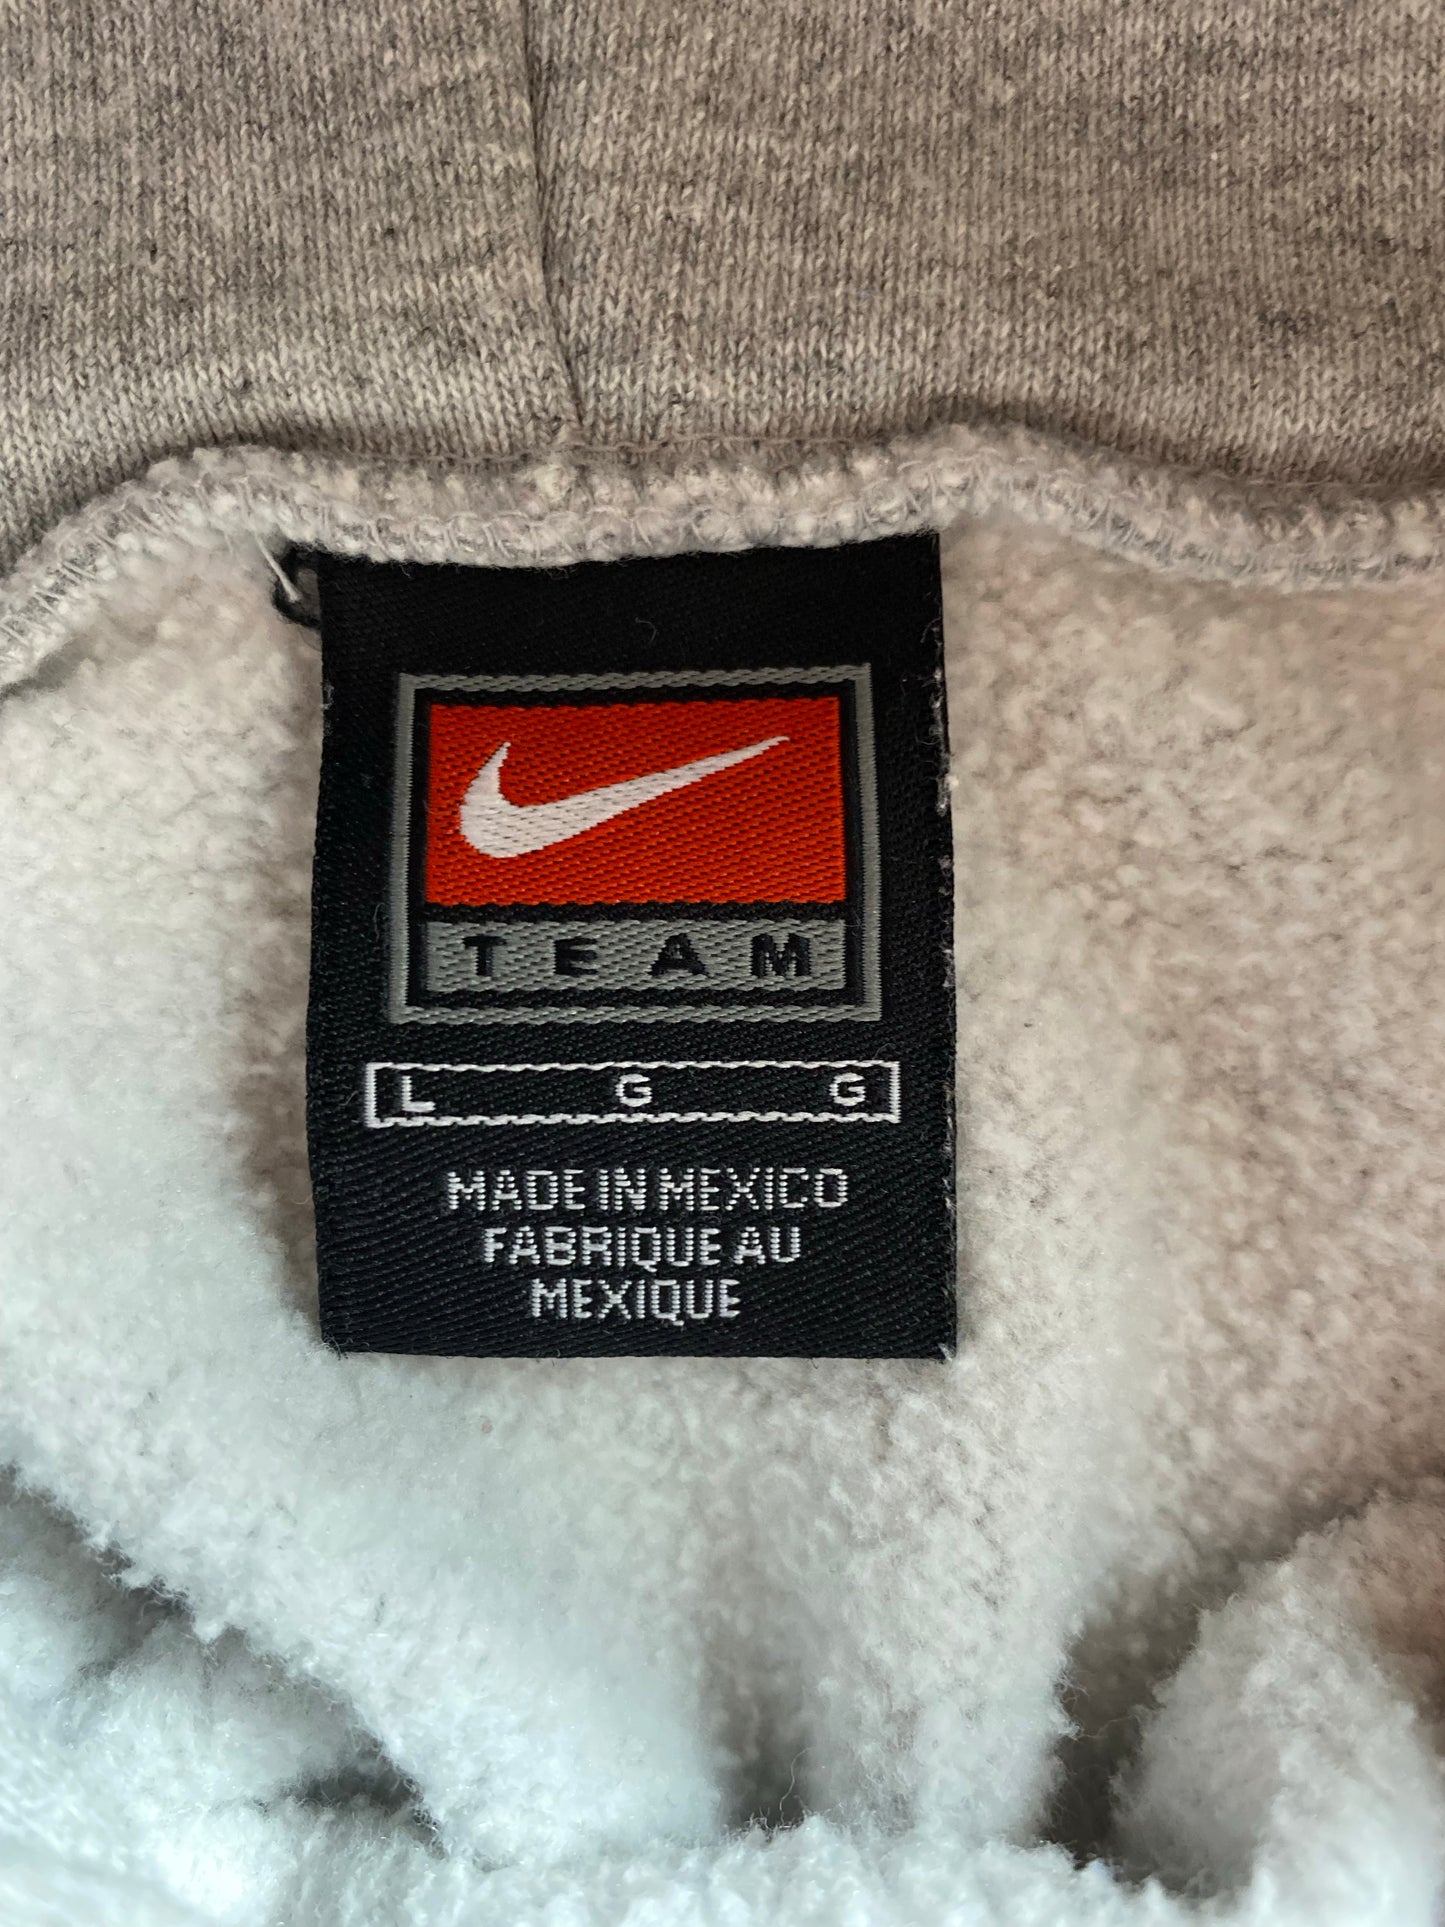 TEAM
L G G
MADE IN MEXICO
FABRIQUE AU
MEXIQUE